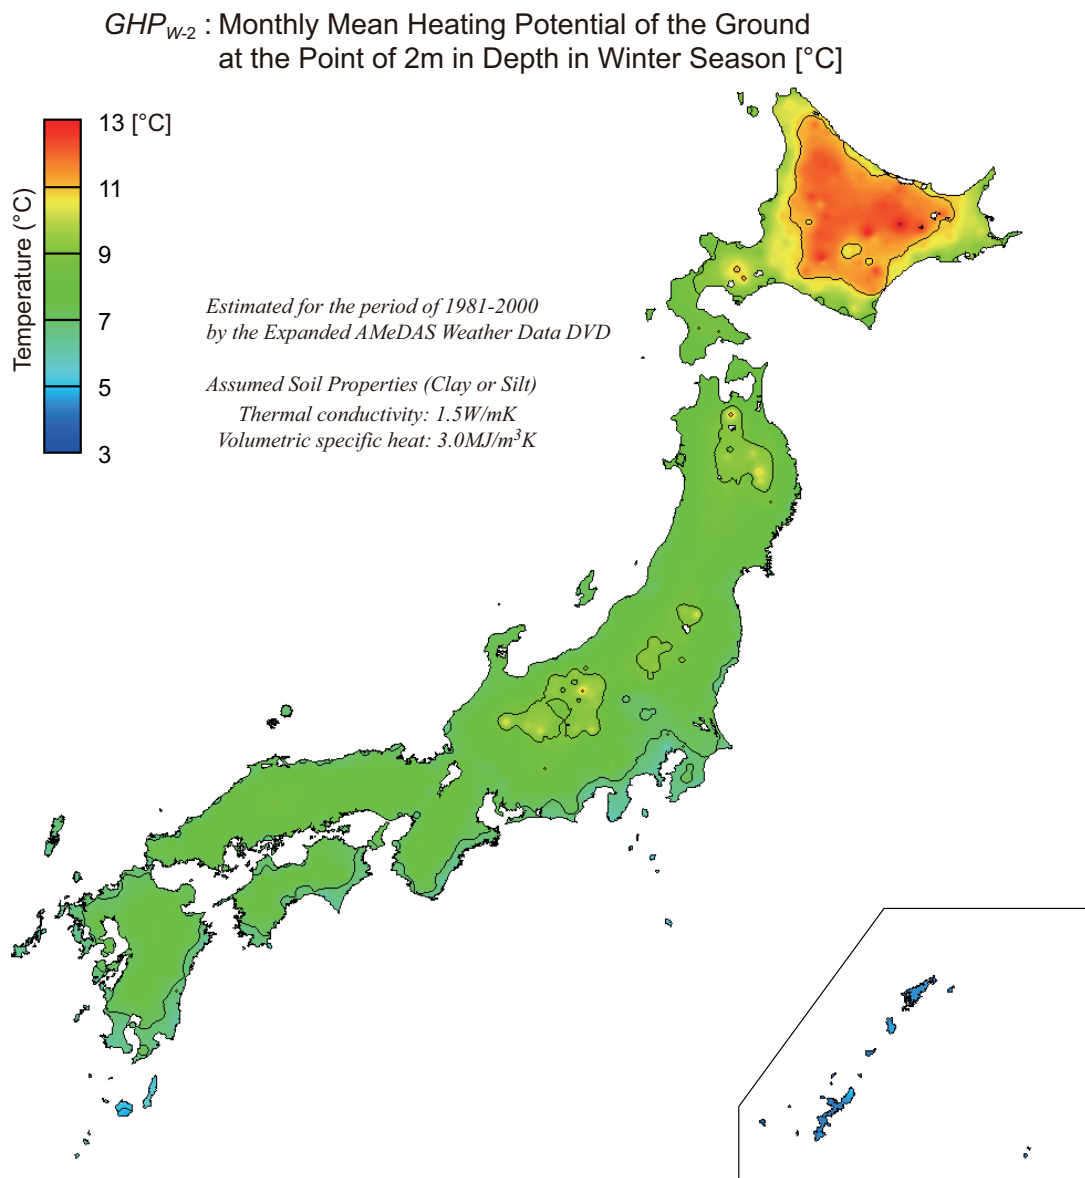 GHPW-2 : Monthly Mean Heating Potential of the Ground
at the Point of 2m in Depth in Winter Season [°C]
13 [°C]
11
9
7
5
3
Temperature (°C)
Estimated for the period of 1981-2000
by the Expanded AMeDAS Weather Data DVD
Assumed Soil Properties (Clay or Silt)
Thermal conductivity: 1.5W/mK
Volumetric specific heat: 3.0MJ/m³K